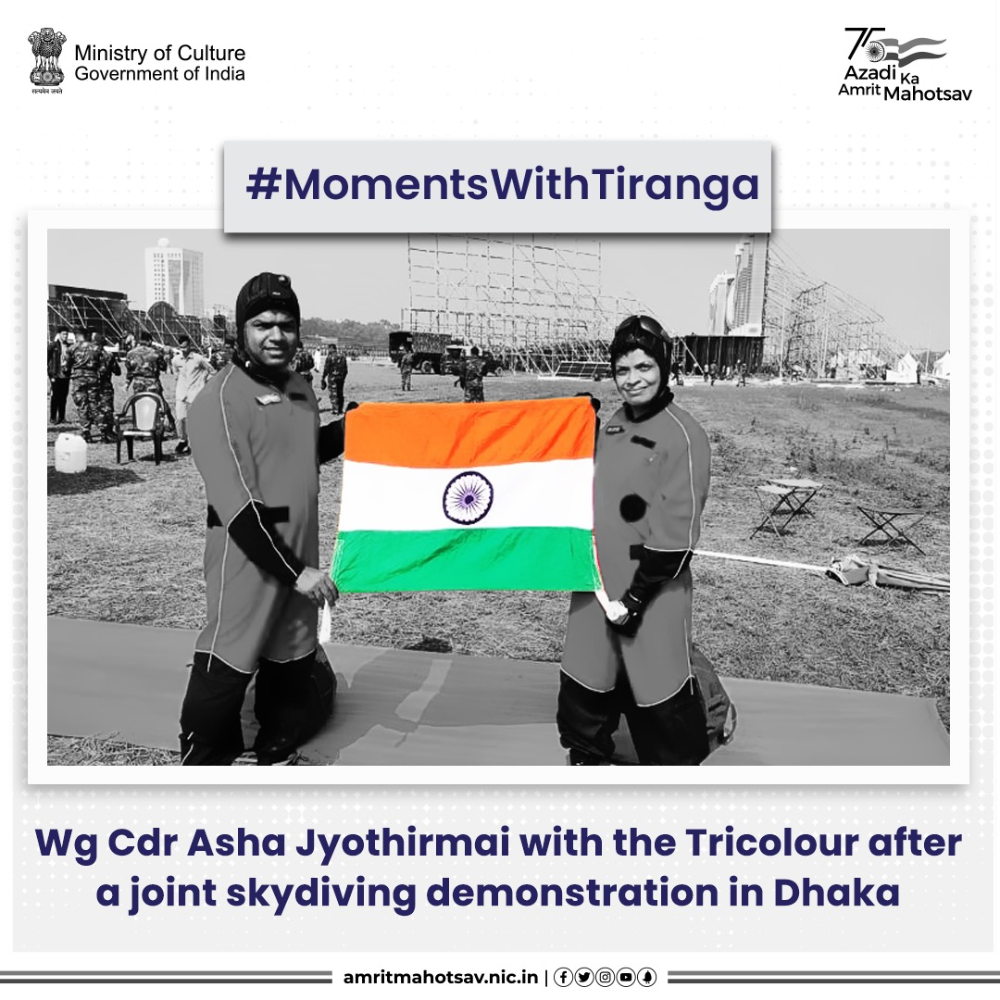 Ministry of Culture
Government of India
सत्यमेव जयते
75
Azadi Ka
Amrit Mahotsav
#MomentsWithTiranga
Wg Cdr Asha Jyothirmai with the Tricolour after
a joint skydiving demonstration in Dhaka
amritmahotsav.nic.in |